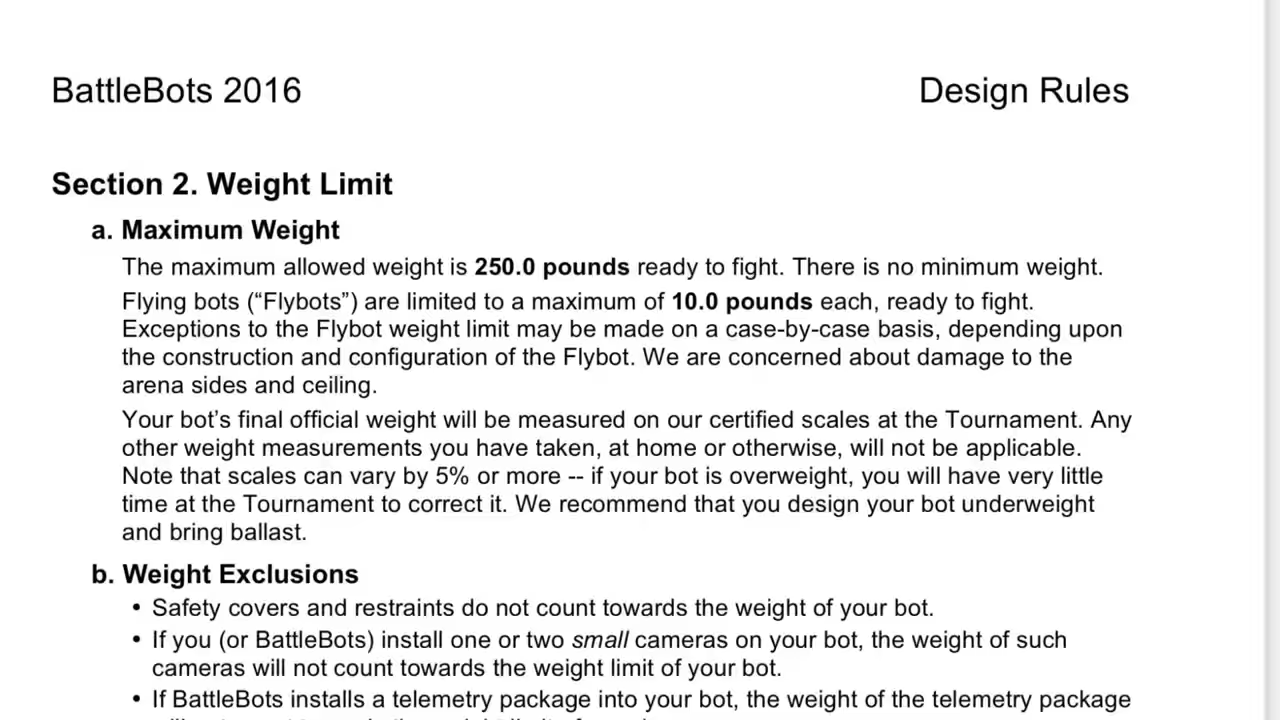 BattleBots 2016 Design Rules
Section 2. Weight Limit
a. Maximum Weight
The maximum allowed weight is 250.0 pounds ready to fight. There is no minimum weight.
Flying bots (“Flybots”) are limited to a maximum of 10.0 pounds each, ready to fight.
Exceptions to the Flybot weight limit may be made on a case-by-case basis, depending upon
the construction and configuration of the Flybot. We are concerned about damage to the
arena sides and ceiling.
Your bot’s final official weight will be measured on our certified scales at the Tournament. Any
other weight measurements you have taken, at home or otherwise, will not be applicable.
Note that scales can vary by 5% or more -- if your bot is overweight, you will have very little
time at the Tournament to correct it. We recommend that you design your bot underweight
and bring ballast.
b. Weight Exclusions
• Safety covers and restraints do not count towards the weight of your bot.
• If you (or BattleBots) install one or two small cameras on your bot, the weight of such
cameras will not count towards the weight limit of your bot.
• If BattleBots installs a telemetry package into your bot, the weight of the telemetry package